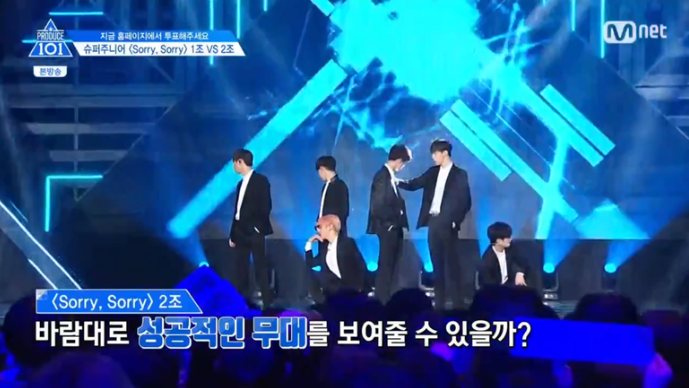 PRODUCE
101
본방송
지금 홈페이지에서 투표해주세요
슈퍼주니어 <Sorry, Sorry> 1조 VS 2조
Mnet
<Sorry, Sorry> 2조
바람대로 성공적인 무대를 보여줄 수 있을까?